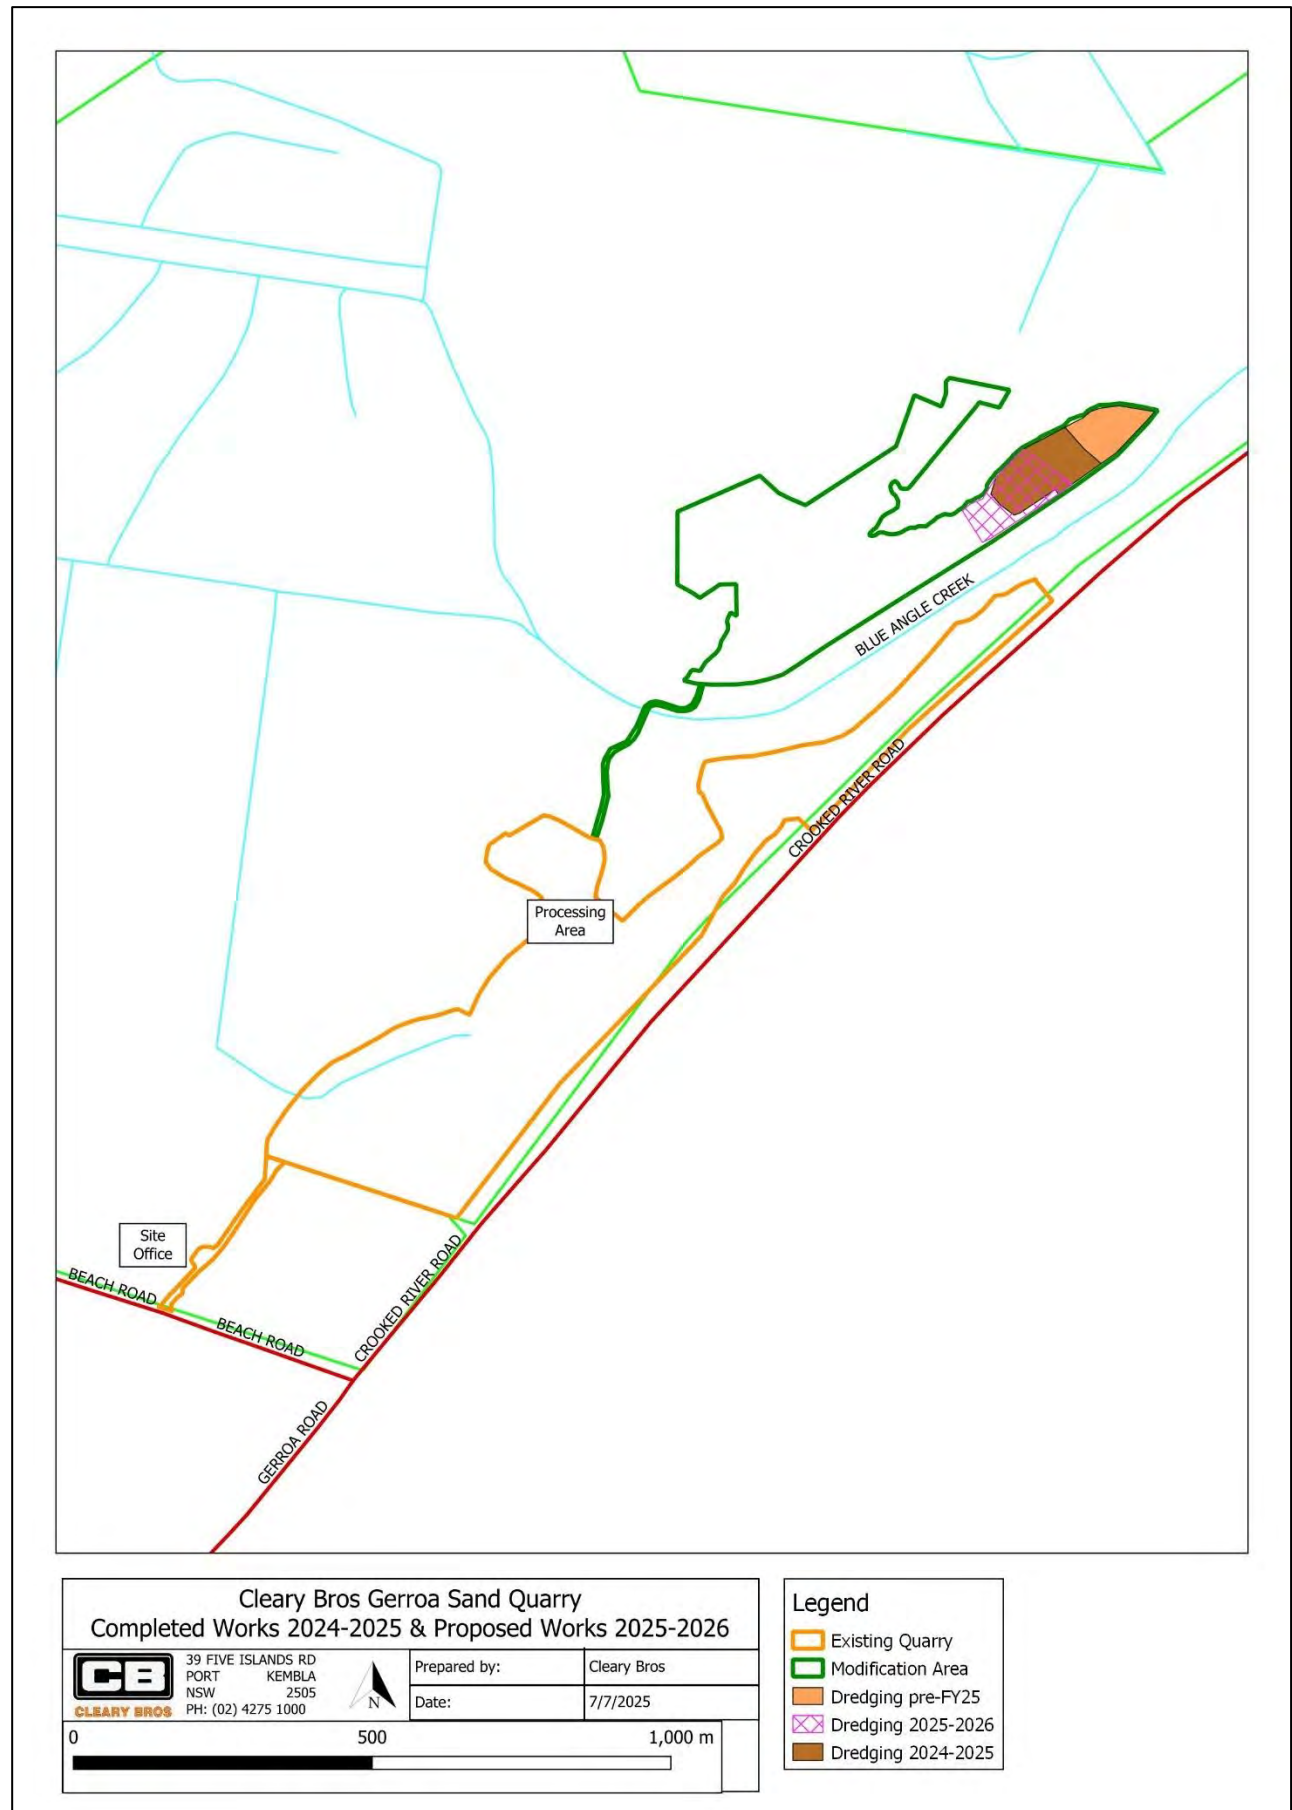 BLUE ANGLE CREEK
CROOKED RIVER ROAD
Processing
Area
Site
Office
BEACH ROAD
BEACH ROAD
CROOKED RIVER ROAD
GERROA ROAD
Cleary Bros Gerroa Sand Quarry
Completed Works 2024-2025 & Proposed Works 2025-2026
CB
CLEARY BROS
39 FIVE ISLANDS RD
PORT KEMBLA
NSW 2505
PH: (02) 4275 1000
N
Prepared by: Cleary Bros
Date: 7/7/2025
0 500 1,000 m
Legend
Existing Quarry
Modification Area
Dredging pre-FY25
Dredging 2025-2026
Dredging 2024-2025